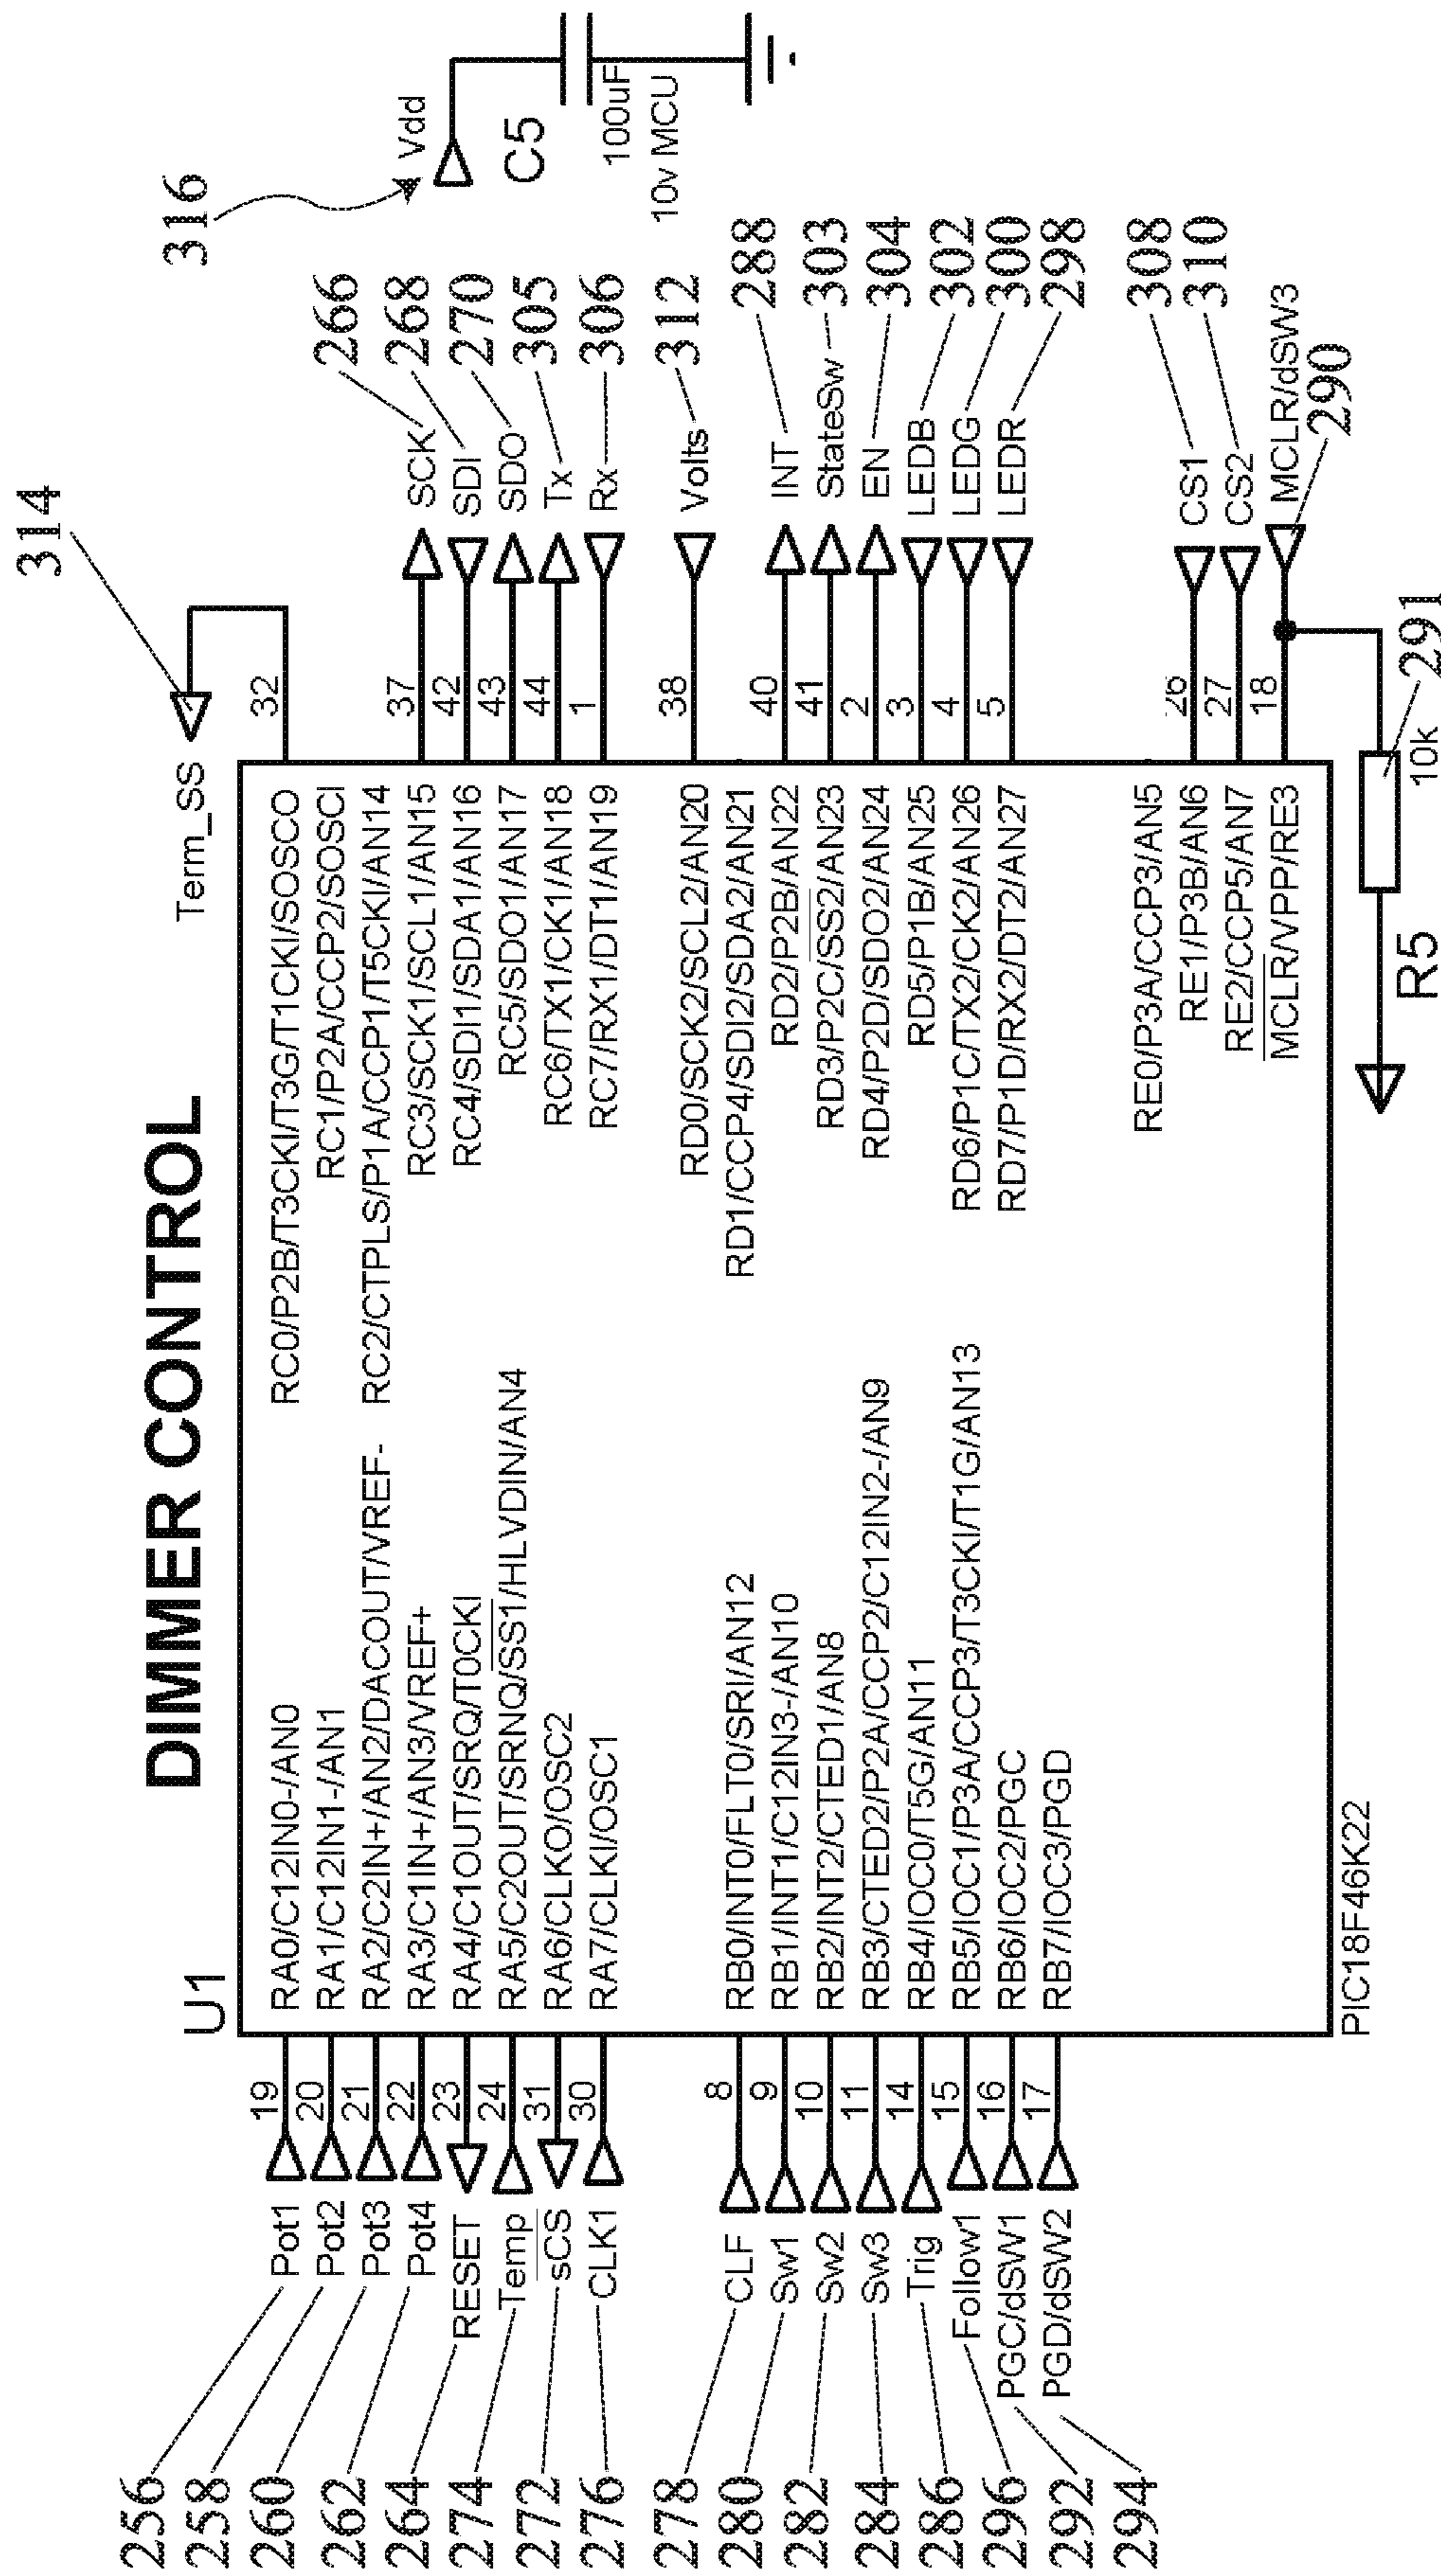 DIMMER CONTROL
U1
256 Pot1 19 RA0/C12IN0-/AN0
258 Pot2 20 RA1/C12IN1-/AN1
260 Pot3 21 RA2/C2IN+/AN2/DACOUT/VREF-
262 Pot4 22 RA3/C1IN+/AN3/VREF+
264 RESET 23 RA4/C1OUT/SRQ/T0CKI
274 Temp 24 RA5/C2OUT/SRNQ/SS1/HLVDIN/AN4
272 sCS 31 RA6/CLKO/OSC2
276 CLK1 30 RA7/CLKI/OSC1
278 CLF 8 RB0/INT0/FLT0/SRI/AN12
280 Sw1 9 RB1/INT1/C12IN3-/AN10
282 Sw2 10 RB2/INT2/CTED1/AN8
284 Sw3 11 RB3/CTED2/P2A/CCP2/C12IN2-/AN9
286 Trig 14 RB4/IOC0/T5G/AN11
296 Follow1 15 RB5/IOC1/P3A/CCP3/T3CKI/T1G/AN13
292 PGC/dSW1 16 RB6/IOC2/PGC
294 PGD/dSW2 17 RB7/IOC3/PGD
Term_SS 314
RC0/P2B/T3CKI/T3G/T1CKI/SOSCO 32
RC1/P2A/CCP2/SOSCI
RC2/CTPLS/P1A/CCP1/T5CKI/AN14
RC3/SCK1/SCL1/AN15 37 SCK 266
RC4/SDI1/SDA1/AN16 42 SDI 268
RC5/SDO1/AN17 43 SDO 270
RC6/TX1/CK1/AN18 44 Tx 305
RC7/RX1/DT1/AN19 1 Rx 306
RD0/SCK2/SCL2/AN20 38 Volts 312
RD1/CCP4/SDI2/SDA2/AN21
RD2/P2B/AN22 40 INT 288
RD3/P2C/SS2/AN23 41 StateSw 303
RD4/P2D/SDO2/AN24 2 EN 304
RD5/P1B/AN25 3 LEDB 302
RD6/P1C/TX2/CK2/AN26 4 LEDG 300
RD7/P1D/RX2/DT2/AN27 5 LEDR 298
RE0/P3A/CCP3/AN5
RE1/P3B/AN6 26 CS1 308
RE2/CCP5/AN7 27 CS2 310
MCLR/VPP/RE3 18 MCLR/dSW3
290
PIC18F46K22
R5 10k 291
316
Vdd
C5
100uF
10v MCU